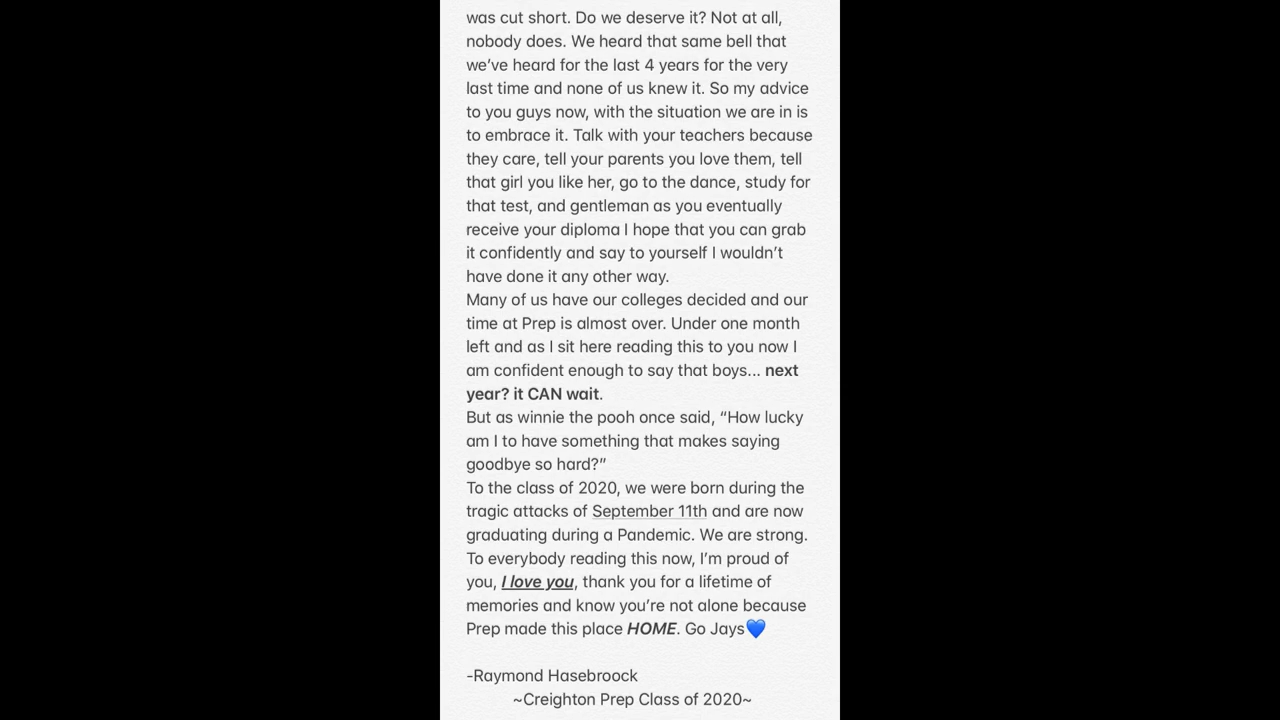 was cut short. Do we deserve it? Not at all,
nobody does. We heard that same bell that
we’ve heard for the last 4 years for the very
last time and none of us knew it. So my advice
to you guys now, with the situation we are in is
to embrace it. Talk with your teachers because
they care, tell your parents you love them, tell
that girl you like her, go to the dance, study for
that test, and gentleman as you eventually
receive your diploma I hope that you can grab
it confidently and say to yourself I wouldn’t
have done it any other way.
Many of us have our colleges decided and our
time at Prep is almost over. Under one month
left and as I sit here reading this to you now I
am confident enough to say that boys... next
year? it CAN wait.
But as winnie the pooh once said, “How lucky
am I to have something that makes saying
goodbye so hard?”
To the class of 2020, we were born during the
tragic attacks of September 11th and are now
graduating during a Pandemic. We are strong.
To everybody reading this now, I’m proud of
you, I love you, thank you for a lifetime of
memories and know you’re not alone because
Prep made this place HOME. Go Jays💙
-Raymond Hasebroock
~Creighton Prep Class of 2020~